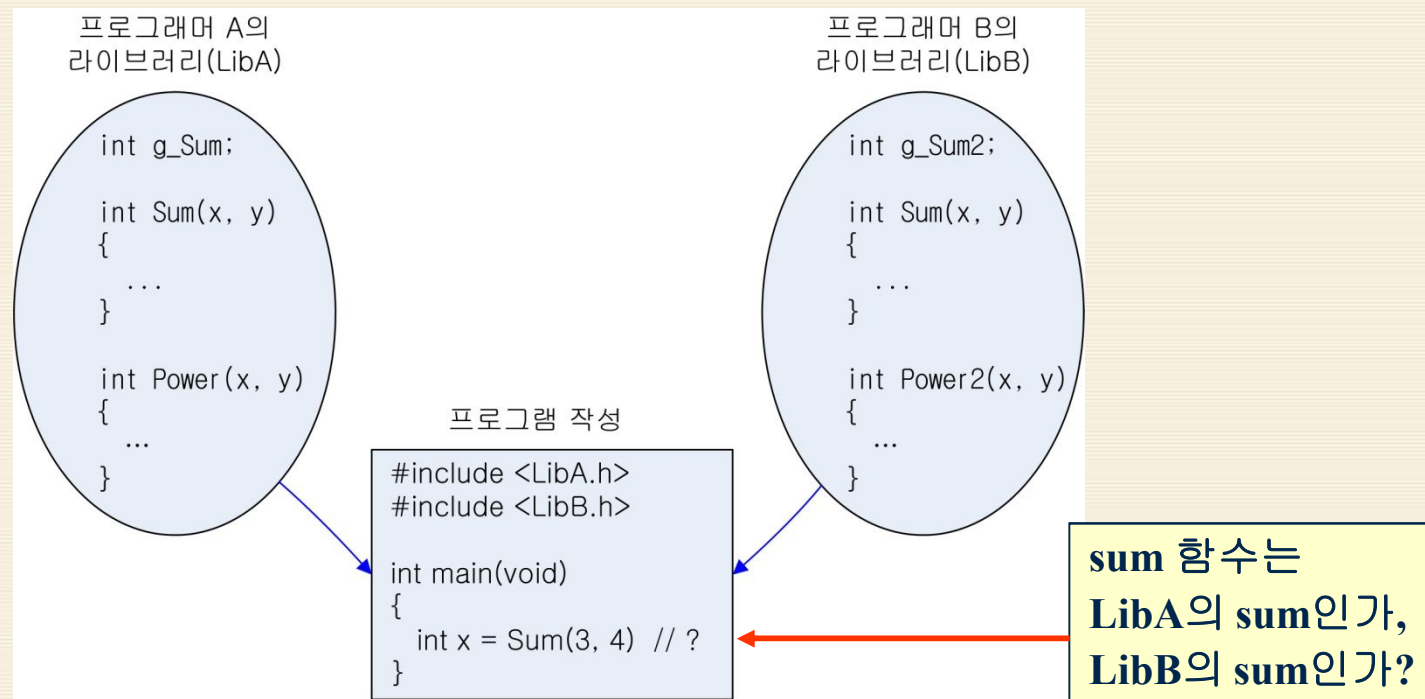 프로그래머 A의
라이브러리(LibA)
int g_Sum;
int Sum(x, y)
{
...
}
int Power(x, y)
{
...
}
프로그래머 B의
라이브러리(LibB)
int g_Sum2;
int Sum(x, y)
{
...
}
int Power2(x, y)
{
...
}
프로그램 작성
#include <LibA.h>
#include <LibB.h>
int main(void)
{
int x = Sum(3, 4) // ?
}
sum 함수는
LibA의 sum인가,
LibB의 sum인가?